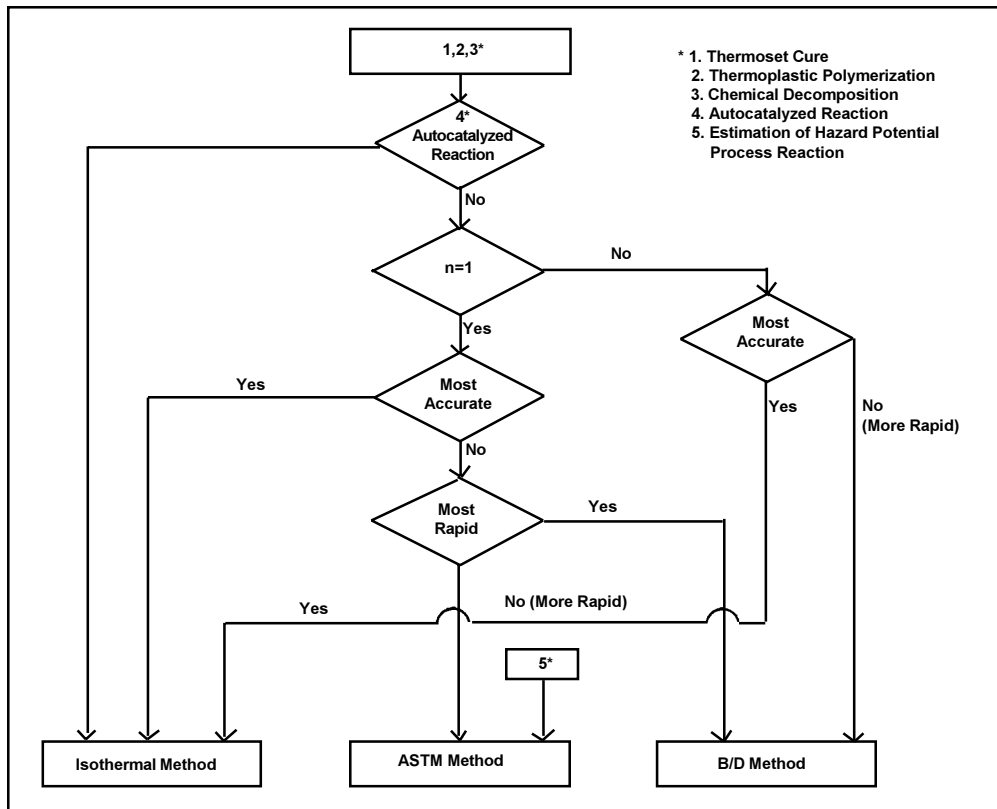 1,2,3*
* 1. Thermoset Cure
2. Thermoplastic Polymerization
3. Chemical Decomposition
4. Autocatalyzed Reaction
5. Estimation of Hazard Potential
Process Reaction
4*
Autocatalyzed
Reaction
No
n=1
No
Yes
Most
Accurate
Yes
Most
Accurate
Yes
No
(More Rapid)
No
Most
Rapid
Yes
Yes
No (More Rapid)
5*
Isothermal Method
ASTM Method
B/D Method